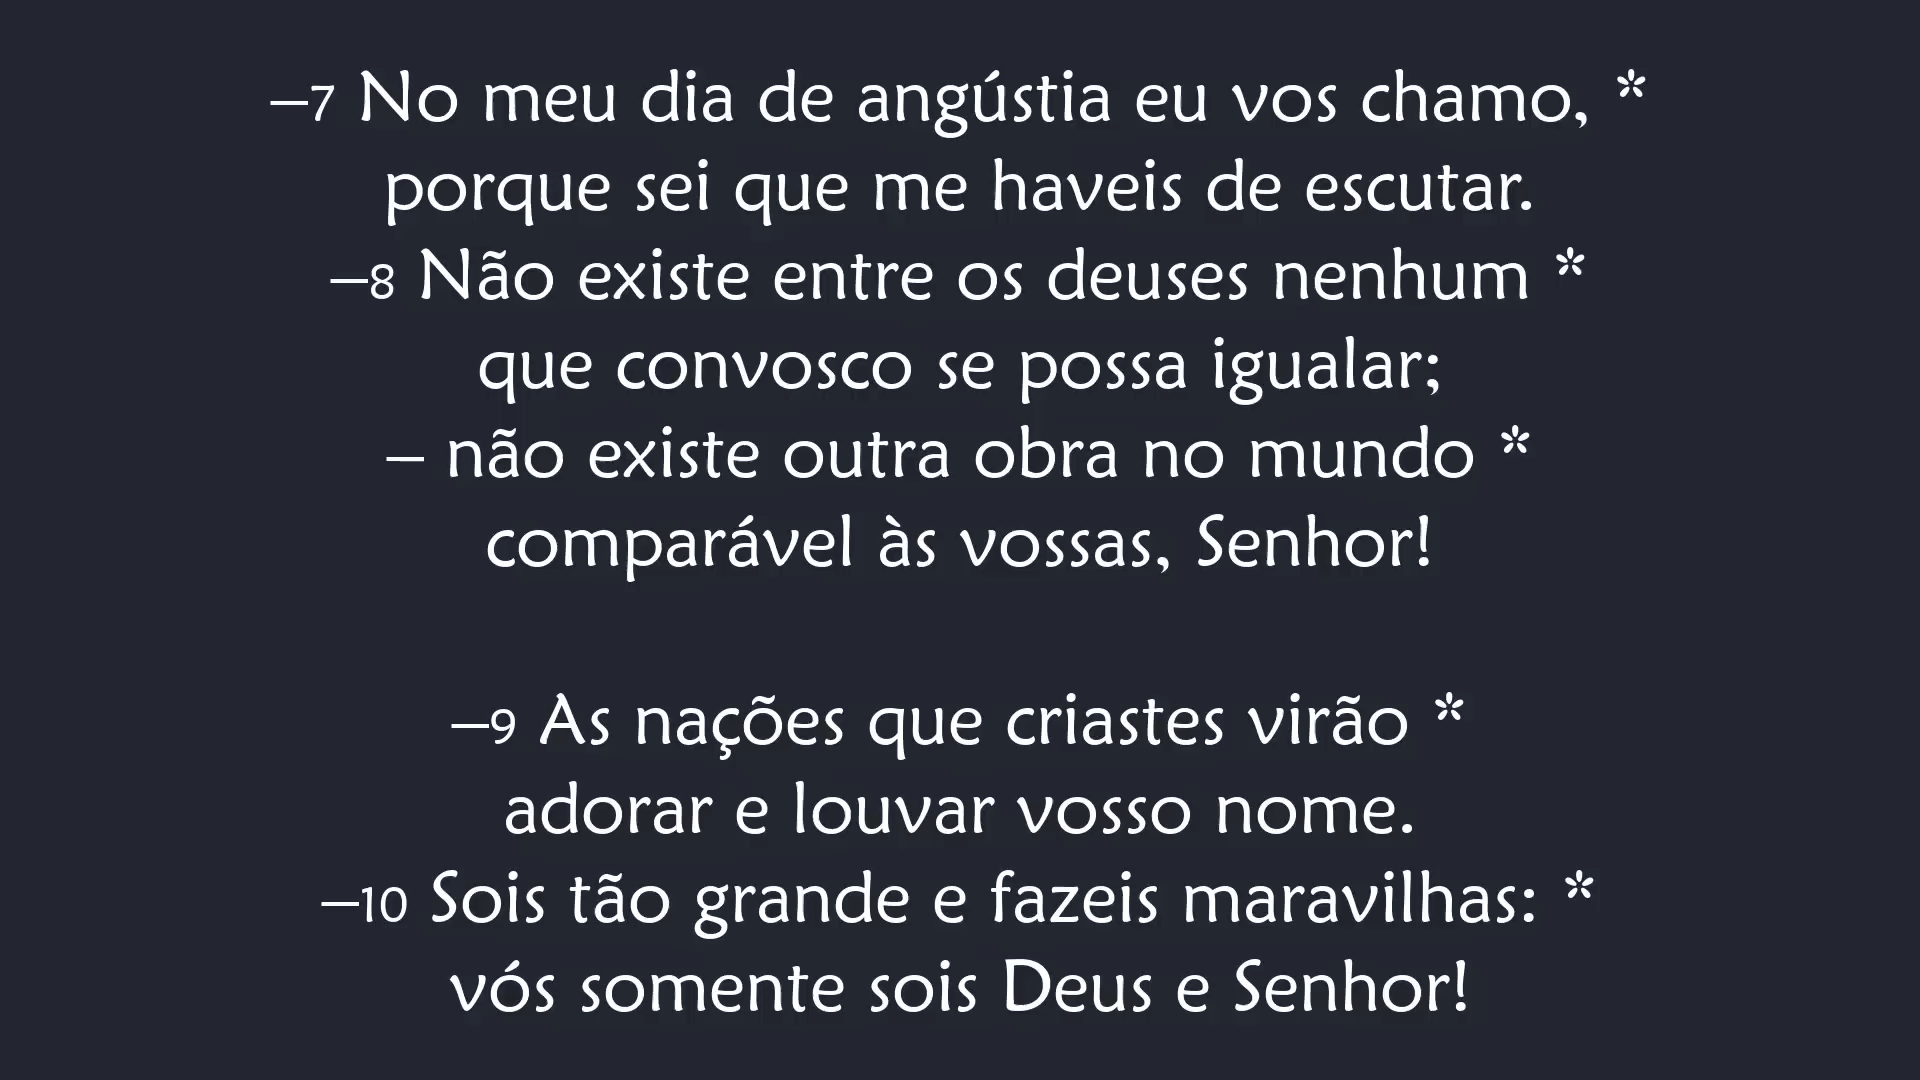 –7 No meu dia de angústia eu vos chamo, *
porque sei que me haveis de escutar.
–8 Não existe entre os deuses nenhum *
que convosco se possa igualar;
– não existe outra obra no mundo *
comparável às vossas, Senhor!
–9 As nações que criastes virão *
adorar e louvar vosso nome.
–10 Sois tão grande e fazeis maravilhas: *
vós somente sois Deus e Senhor!